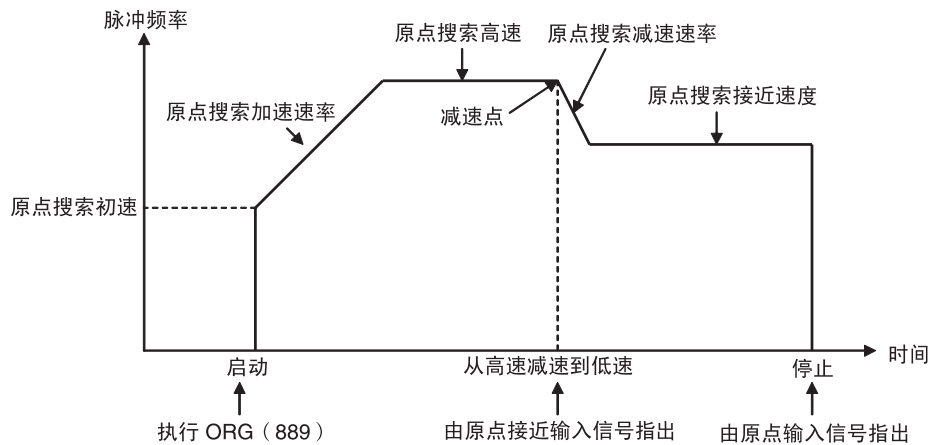 脉冲频率
原点搜索高速
原点搜索减速速率
原点搜索加速速率
减速点
原点搜索接近速度
原点搜索初速
启动
从高速减速到低速
停止
时间
执行 ORG（889）
由原点接近输入信号指出
由原点输入信号指出